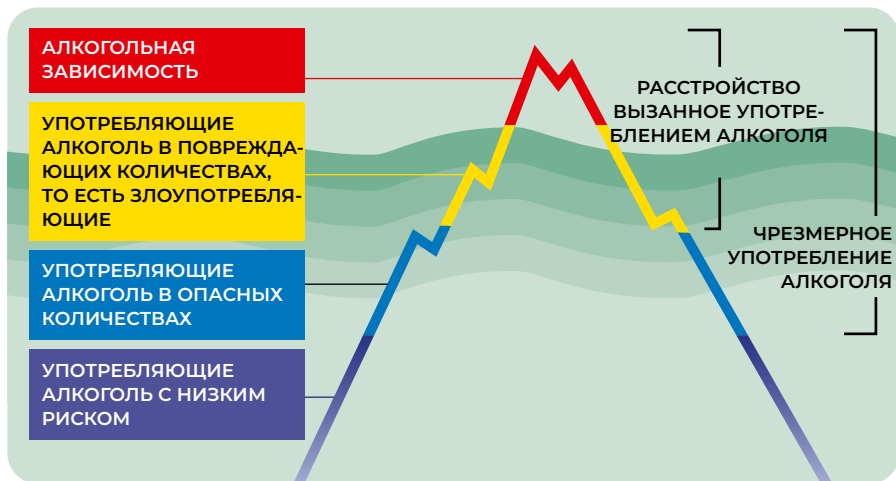 АЛКОГОЛЬНАЯ
ЗАВИСИМОСТЬ
УПОТРЕБЛЯЮЩИЕ
АЛКОГОЛЬ В ПОВРЕЖДА-
ЮЩИХ КОЛИЧЕСТВАХ,
ТО ЕСТЬ ЗЛОУПОТРЕБЛЯ-
ЮЩИЕ
УПОТРЕБЛЯЮЩИЕ
АЛКОГОЛЬ В ОПАСНЫХ
КОЛИЧЕСТВАХ
УПОТРЕБЛЯЮЩИЕ
АЛКОГОЛЬ С НИЗКИМ
РИСКОМ
РАССТРОЙСТВО
ВЫЗАННОЕ УПОТРЕ-
БЛЕНИЕМ АЛКОГОЛЯ
ЧРЕЗМЕРНОЕ
УПОТРЕБЛЕНИЕ
АЛКОГОЛЯ